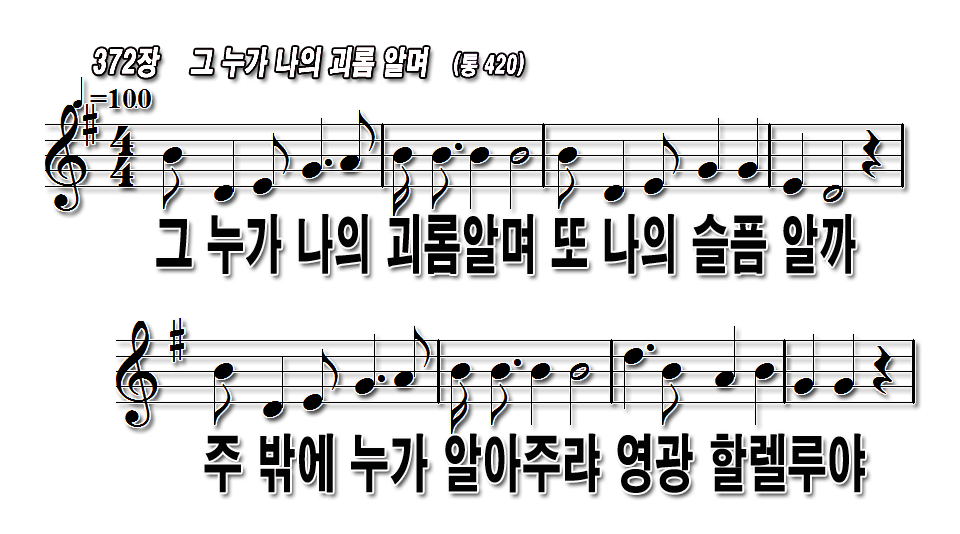 372장 그 누가 나의 괴롬 알며 (통 420)
♩=100
4/4
그 누가 나의 괴롬알며 또 나의 슬픔 알까
주 밖에 누가 알아주랴 영광 할렐루야